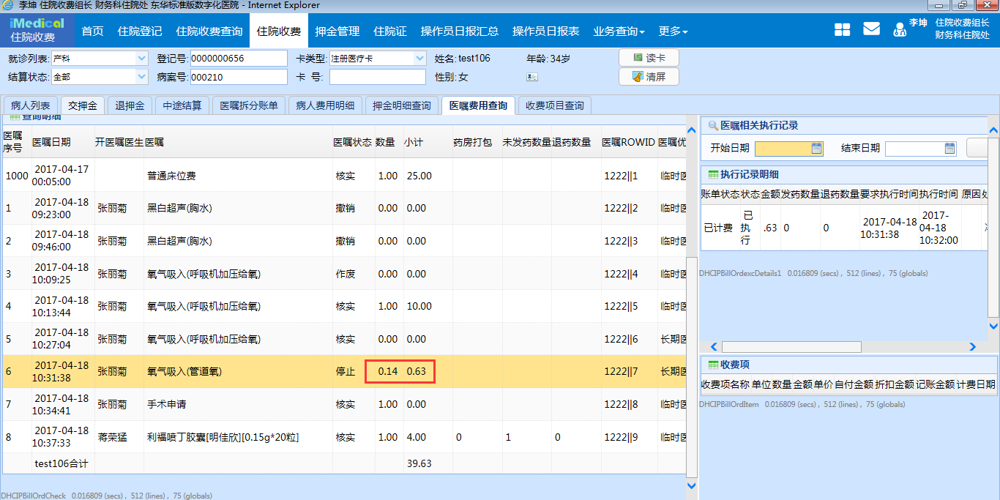 李坤 住院收费组长 财务科住院处 东华标准版数字化医院 - Internet Explorer
iMedical
住院收费
首页 住院登记 住院收费查询 住院收费 押金管理 住院证 操作员日报汇总 操作员日报表 业务查询 更多
李坤 住院收费组长
财务科住院处
就诊列表: 产科 登记号: 0000000656 卡类型: 注册医疗卡 姓名: test106 年龄: 34岁 读卡
结算状态: 全部 病案号: 000210 卡 号: 性别: 女 清屏
病人列表 交押金 退押金 中途结算 医嘱拆分账单 病人费用明细 押金明细查询 医嘱费用查询 收费项目查询
查询明细
医嘱序号 医嘱日期 开医嘱医生 医嘱 医嘱状态 数量 小计 药房打包 未发药数量 退药数量 医嘱ROWID 医嘱优
1000 2017-04-17 00:05:00 普通床位费 核实 1.00 25.00 1222||1 临时医
1 2017-04-18 09:23:00 张丽菊 黑白超声(胸水) 撤销 0.00 0.00 1222||2 临时医
2 2017-04-18 09:46:00 张丽菊 黑白超声(胸水) 撤销 0.00 0.00 1222||3 临时医
3 2017-04-18 10:09:25 张丽菊 氧气吸入(呼吸机加压给氧) 作废 0.00 0.00 1222||4 临时医
4 2017-04-18 10:13:44 张丽菊 氧气吸入(呼吸机加压给氧) 核实 1.00 10.00 1222||5 临时医
5 2017-04-18 10:27:04 张丽菊 氧气吸入(呼吸机加压给氧) 核实 0.00 0.00 1222||6 长期医
6 2017-04-18 10:31:38 张丽菊 氧气吸入(管道氧) 停止 0.14 0.63 1222||7 长期医
7 2017-04-18 10:34:41 张丽菊 手术申请 核实 1.00 0.00 1222||8 临时医
8 2017-04-18 10:37:33 蒋荣猛 利福喷丁胶囊[明佳欣][0.15g*20粒] 核实 1.00 4.00 0 1 0 1222||9 临时医
test106合计 39.63
DHCIPBillOrdCheck 0.016809 (secs) , 512 (lines) , 75 (globals)
医嘱相关执行记录
开始日期 结束日期
执行记录明细
账单状态 状态 金额 发药数量 退药数量 要求执行时间 执行时间 原因
已计费 已执行 .63 0 0 2017-04-18 10:31:38 2017-04-18 10:32:00
DHCIPBillOrdexcDetails1 0.016809 (secs) , 512 (lines) , 75 (globals)
收费项
收费项名称 单位 数量 金额 单价 自付金额 折扣金额 记账金额 计费日期
DHCIPBillOrdItem 0.016809 (secs) , 512 (lines) , 75 (globals)